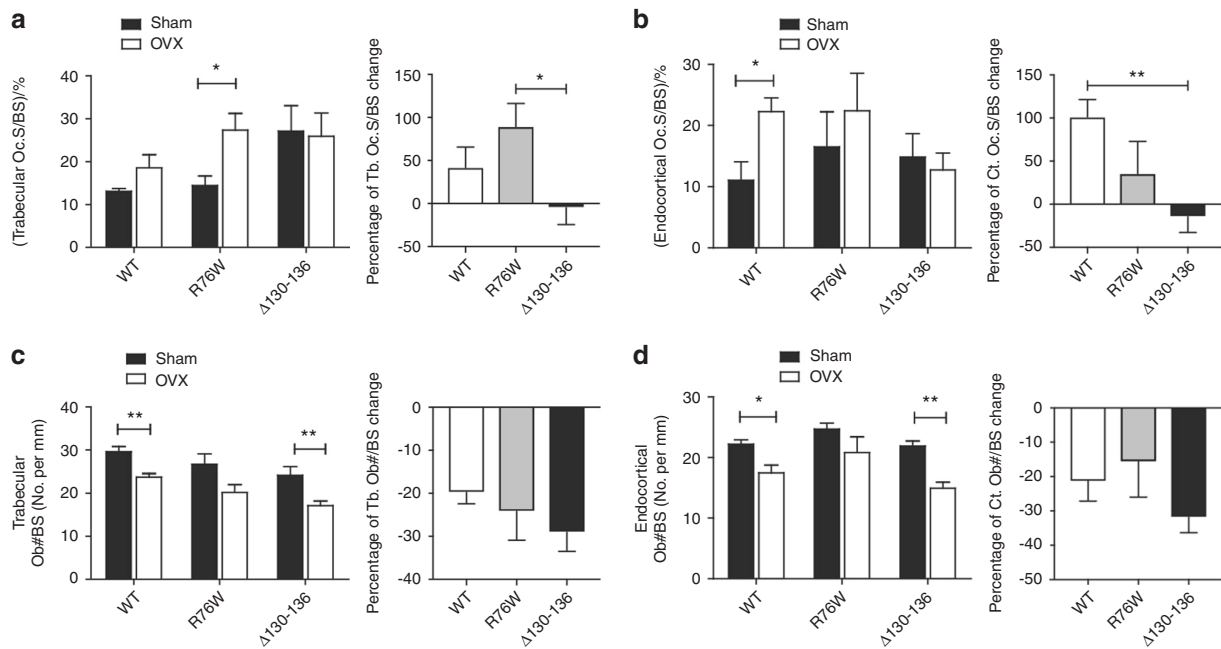 a
Sham
OVX
(Trabecular Oc.S/BS)/%
40
30
20
10
0
*
WT
R76W
Δ130-136
Percentage of Tb. Oc.S/BS change
150
100
50
0
-50
*
WT
R76W
Δ130-136
b
Sham
OVX
(Endocortical Oc.S/BS)/%
30
20
10
0
*
WT
R76W
Δ130-136
Percentage of Ct. Oc.S/BS change
150
100
50
0
-50
**
WT
R76W
Δ130-136
c
Sham
OVX
Trabecular
Ob#BS (No. per mm)
40
30
20
10
0
**
**
WT
R76W
Δ130-136
Percentage of Tb. Ob#/BS change
0
-10
-20
-30
-40
WT
R76W
Δ130-136
d
Sham
OVX
Endocortical
Ob#BS (No. per mm)
30
20
10
0
*
**
WT
R76W
Δ130-136
Percentage of Ct. Ob#/BS change
0
-10
-20
-30
-40
-50
WT
R76W
Δ130-136